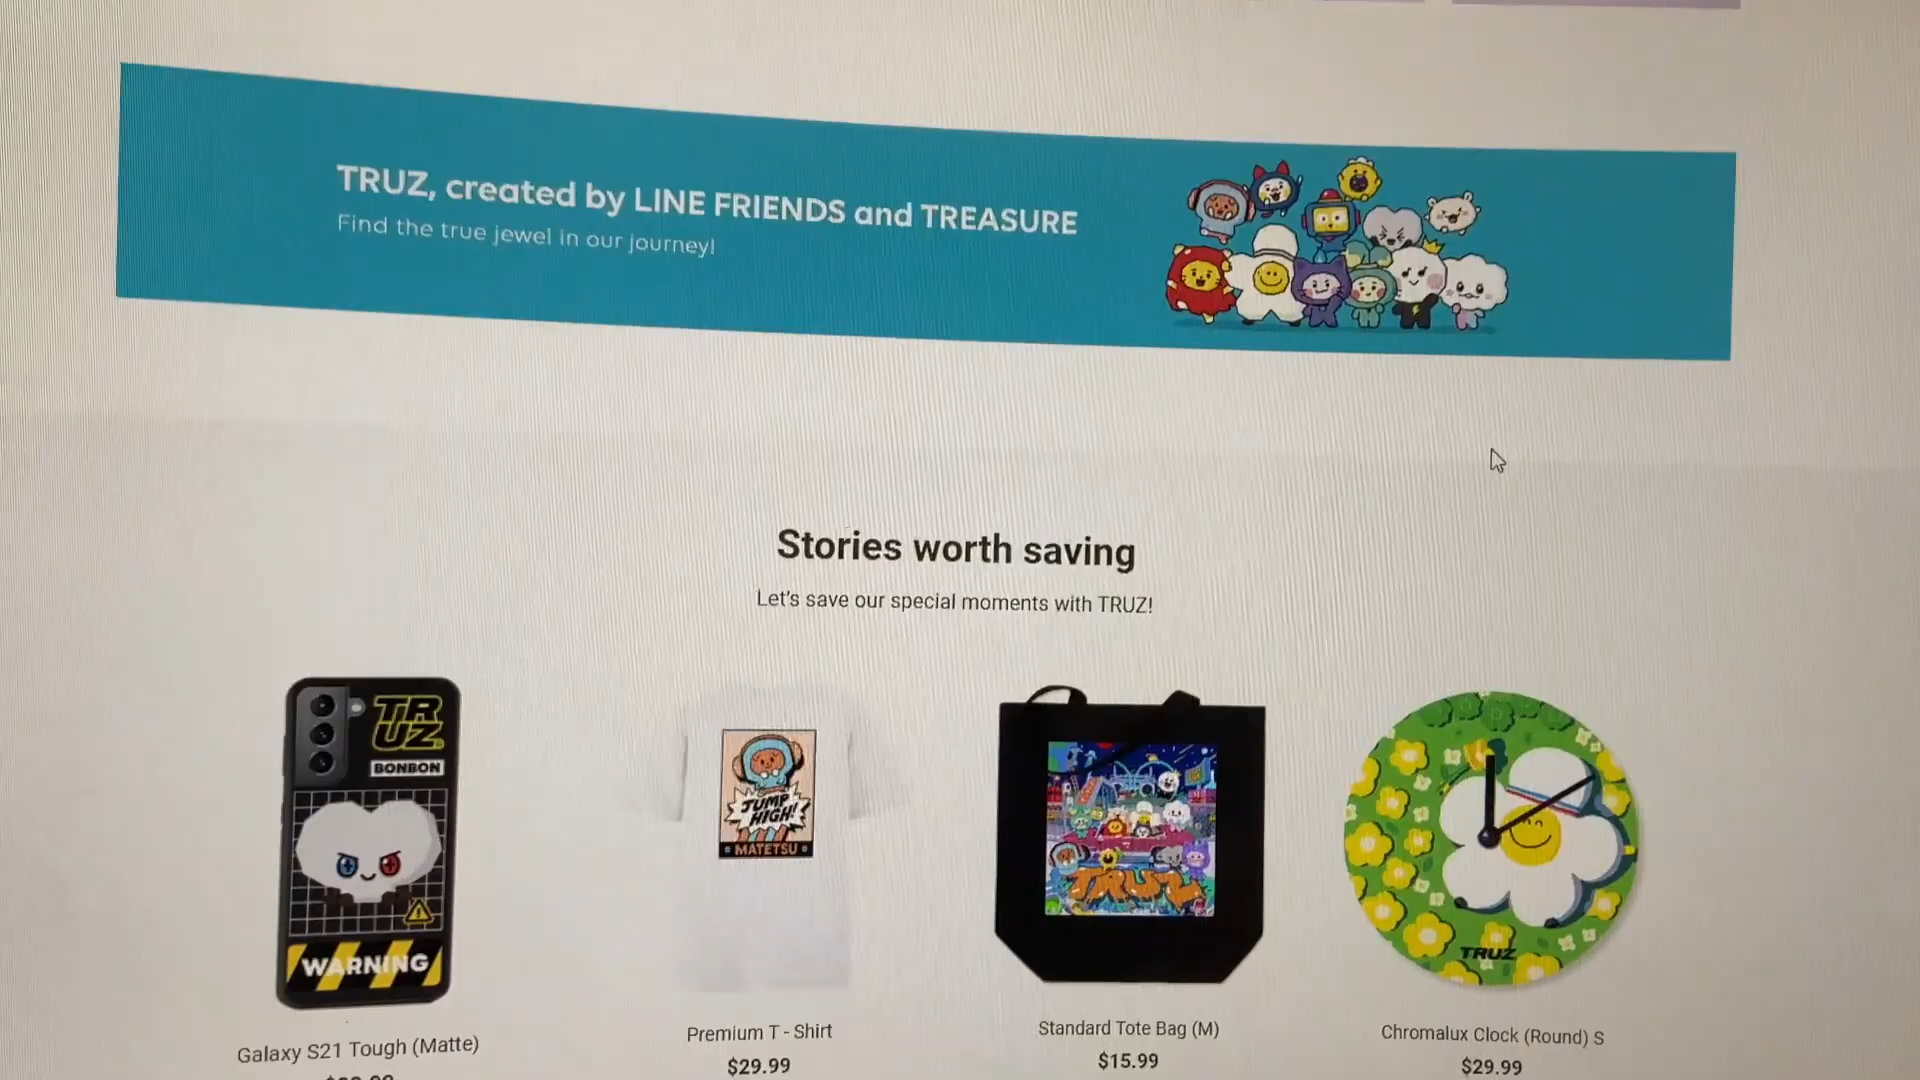 TRUZ, created by LINE FRIENDS and TREASURE
Find the true jewel in our journey!
Stories worth saving
Let's save our special moments with TRUZ!
TR
UZ
BONBON
WARNING
JUMP
HIGH!
MATETSU
TRUZ
TRUZ
Galaxy S21 Tough (Matte)
Premium T - Shirt
$29.99
Standard Tote Bag (M)
$15.99
Chromalux Clock (Round) S
$29.99